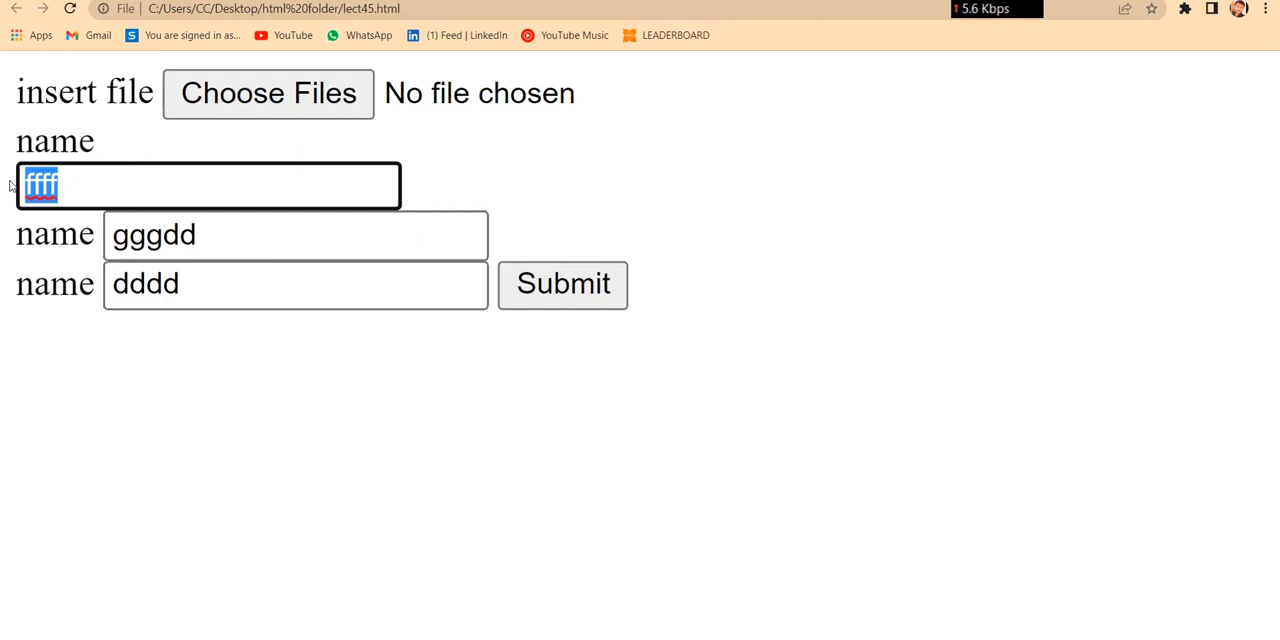 File | C:/Users/CC/Desktop/html%20folder/lect45.html
5.6 Kbps
Apps Gmail S You are signed in as... YouTube WhatsApp in (1) Feed | LinkedIn YouTube Music LEADERBOARD
insert file Choose Files No file chosen
name
ffff
name gggdd
name dddd Submit